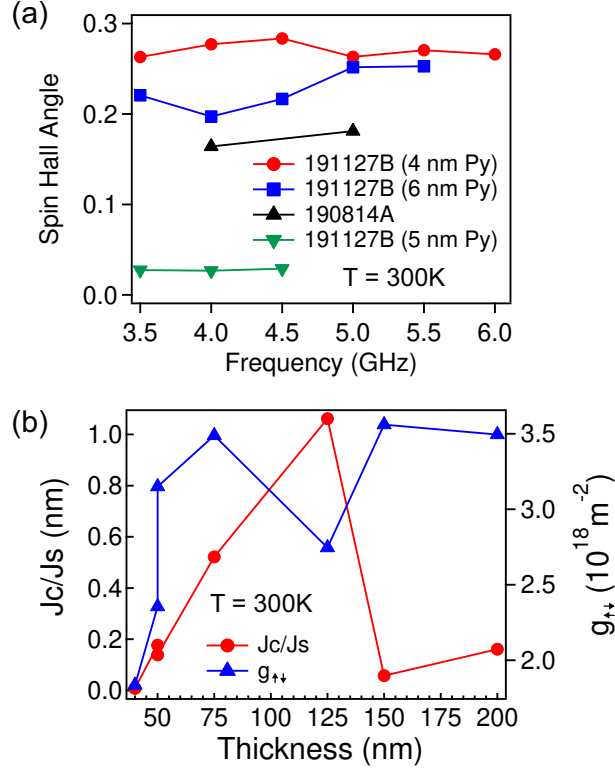 (a)
0.3
0.2
0.1
0.0
Spin Hall Angle
191127B (4 nm Py)
191127B (6 nm Py)
190814A
191127B (5 nm Py)
T = 300K
3.5 4.0 4.5 5.0 5.5 6.0
Frequency (GHz)
(b)
1.0
0.8
0.6
0.4
0.2
0.0
Jc/Js (nm)
T = 300K
Jc/Js
g↑↓
3.5
3.0
2.5
2.0
g↑↓ (10¹⁸m⁻²)
50 75 100 125 150 175 200
Thickness (nm)